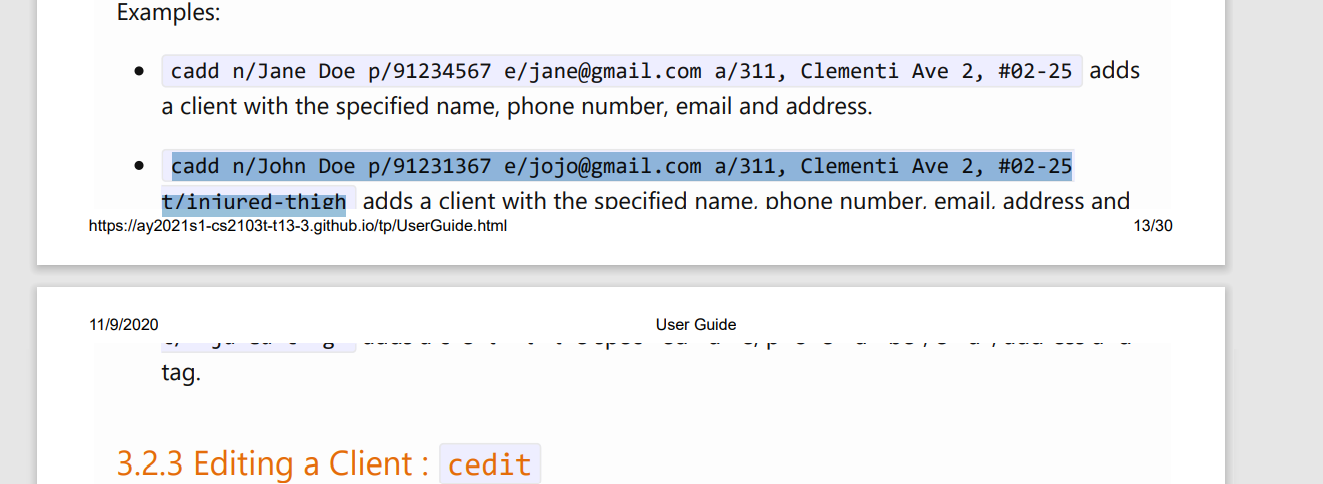 Examples:
cadd n/Jane Doe p/91234567 e/jane@gmail.com a/311, Clementi Ave 2, #02-25 adds
a client with the specified name, phone number, email and address.
cadd n/John Doe p/91231367 e/jojo@gmail.com a/311, Clementi Ave 2, #02-25
t/injured-thigh adds a client with the specified name, phone number, email, address and
https://ay2021s1-cs2103t-t13-3.github.io/tp/UserGuide.html 13/30
11/9/2020 User Guide
tag.
3.2.3 Editing a Client : cedit